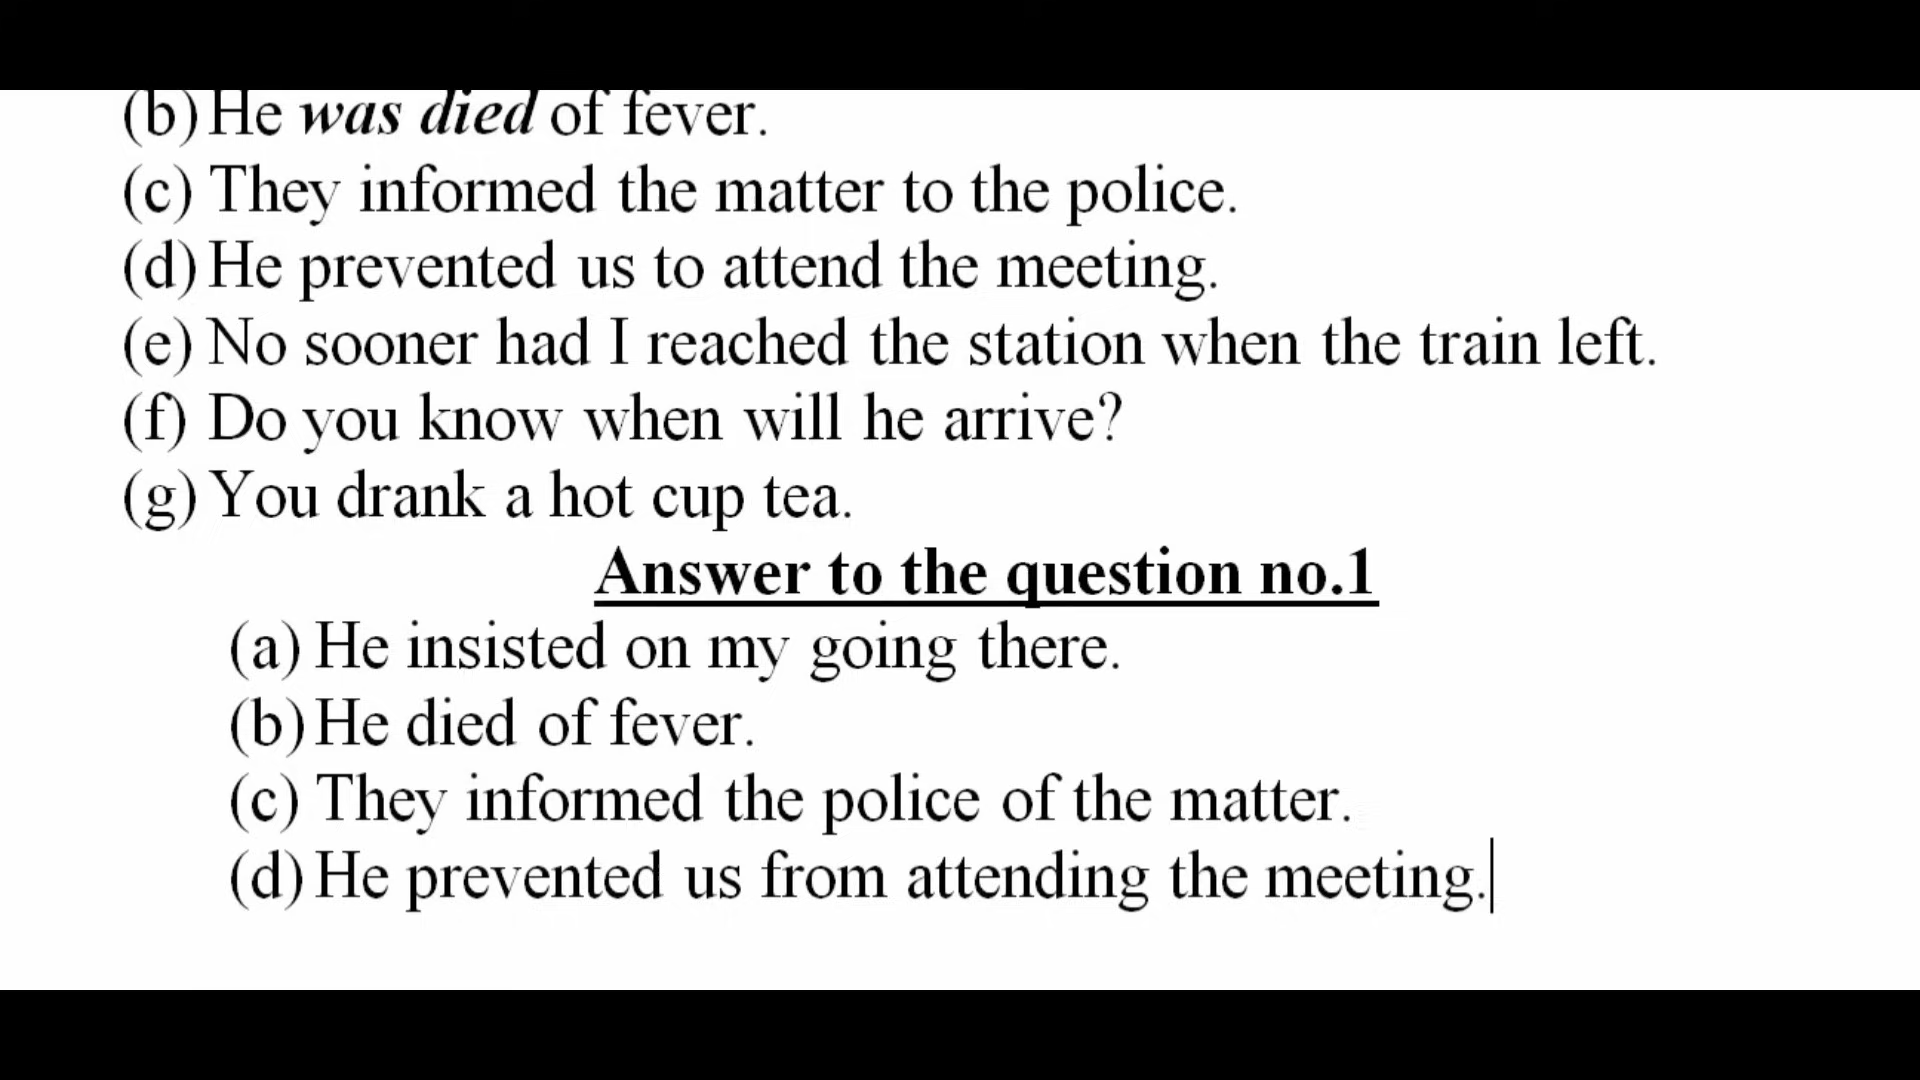 (b) He was died of fever.
(c) They informed the matter to the police.
(d) He prevented us to attend the meeting.
(e) No sooner had I reached the station when the train left.
(f) Do you know when will he arrive?
(g) You drank a hot cup tea.
Answer to the question no.1
(a) He insisted on my going there.
(b) He died of fever.
(c) They informed the police of the matter.
(d) He prevented us from attending the meeting.